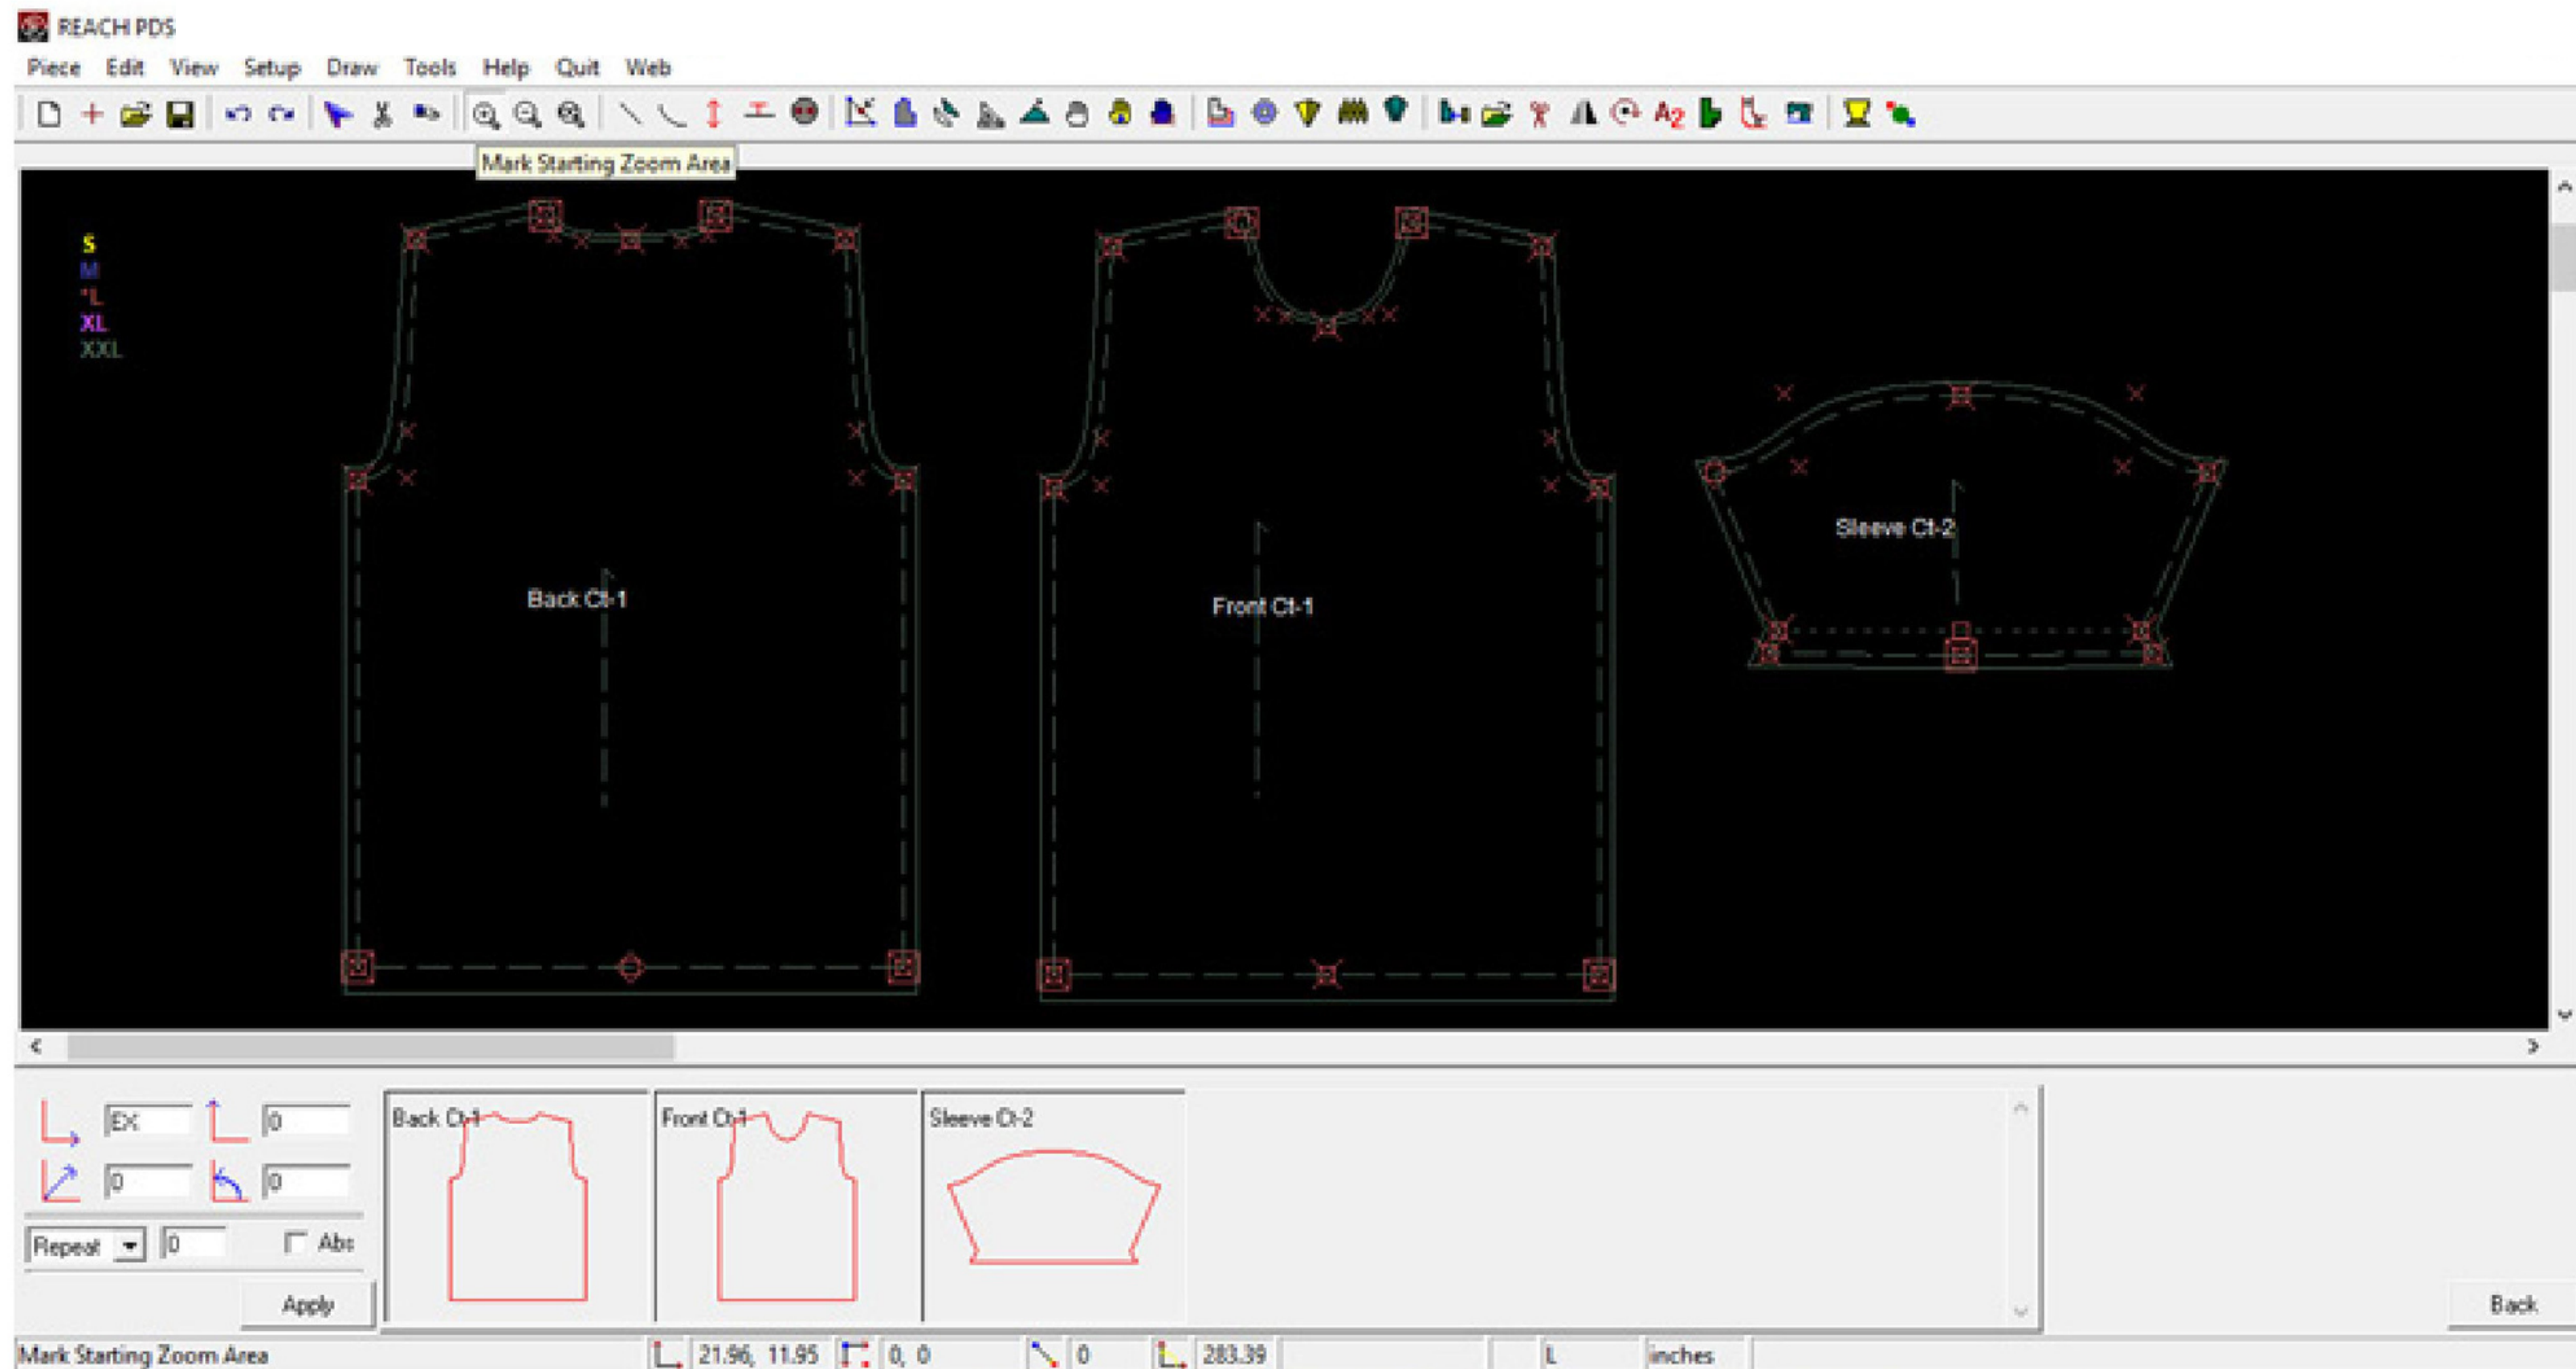 REACH PDS
Piece Edit View Setup Draw Tools Help Quit Web
A2
Mark Starting Zoom Area
S
M
*L
XL
XXL
Back Ct-1
Front Ct-1
Sleeve Ct-2
EX 0
0 0
Repeat 0 Abs
Apply
Back Ct-1
Front Ct-1
Sleeve Ct-2
Back
Mark Starting Zoom Area 21.96, 11.95 0, 0 0 283.39 L inches